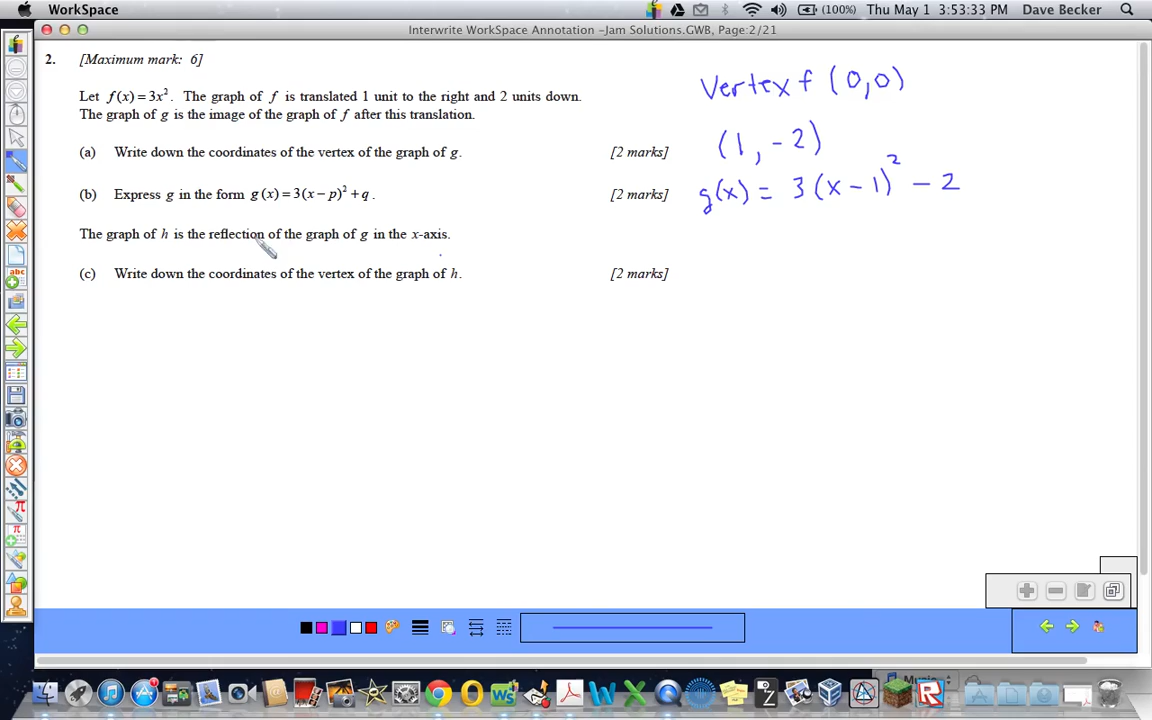 WorkSpace
(100%) Thu May 1 3:53:33 PM Dave Becker
Interwrite WorkSpace Annotation -Jam Solutions.GWB, Page:2/21
2. [Maximum mark: 6]
Let f(x) = 3x². The graph of f is translated 1 unit to the right and 2 units down.
The graph of g is the image of the graph of f after this translation.
(a) Write down the coordinates of the vertex of the graph of g. [2 marks]
(b) Express g in the form g(x) = 3(x − p)² + q. [2 marks]
The graph of h is the reflection of the graph of g in the x-axis.
(c) Write down the coordinates of the vertex of the graph of h. [2 marks]
Vertex f (0,0)
(1, -2)
g(x) = 3(x - 1)² - 2
abc
π
π